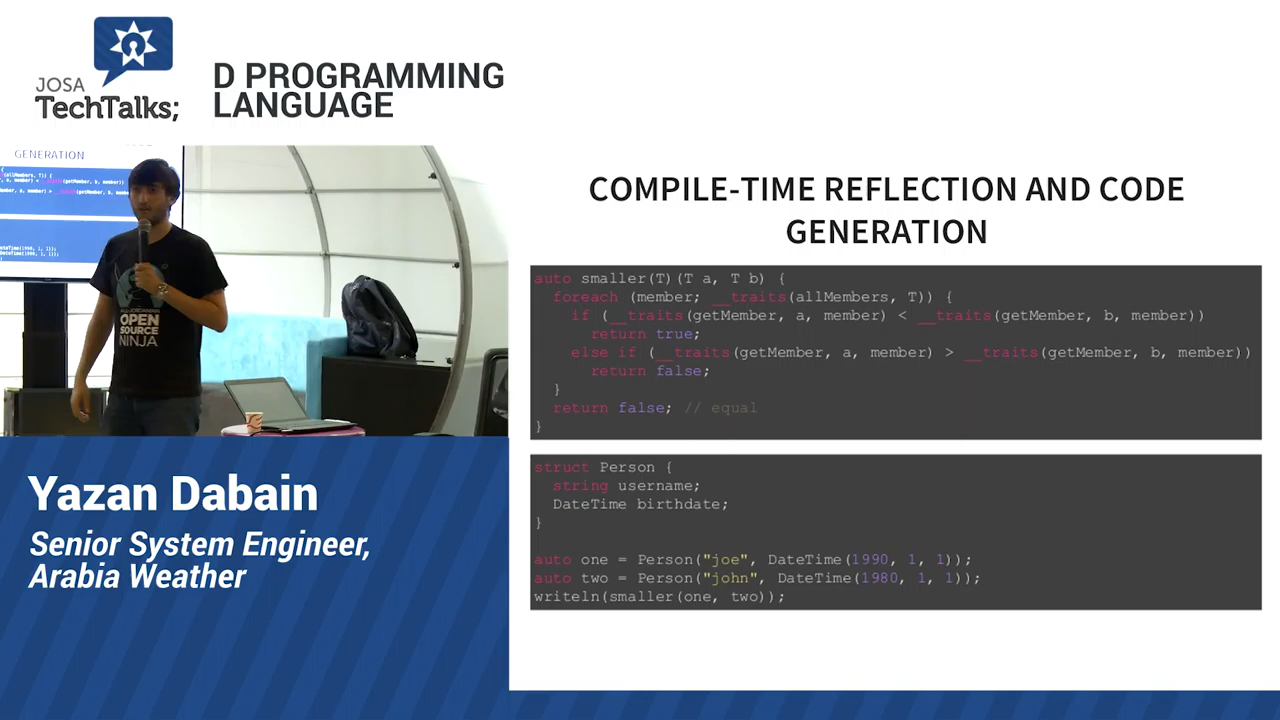 JOSA
TechTalks;
D PROGRAMMING
LANGUAGE
GENERATION
OPEN
SOURCE
NINJA
Yazan Dabain
Senior System Engineer,
Arabia Weather
COMPILE-TIME REFLECTION AND CODE
GENERATION
auto smaller(T)(T a, T b) {
  foreach (member; __traits(allMembers, T)) {
    if (__traits(getMember, a, member) < __traits(getMember, b, member))
      return true;
    else if (__traits(getMember, a, member) > __traits(getMember, b, member))
      return false;
  }
  return false; // equal
}
struct Person {
  string username;
  DateTime birthdate;
}
auto one = Person("joe", DateTime(1990, 1, 1));
auto two = Person("john", DateTime(1980, 1, 1));
writeln(smaller(one, two));